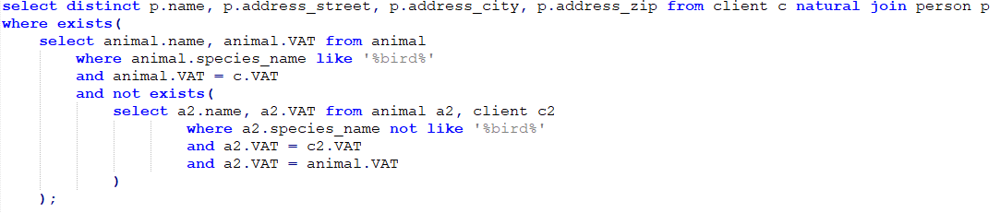 select distinct p.name, p.address_street, p.address_city, p.address_zip from client c natural join person p
where exists(
select animal.name, animal.VAT from animal
where animal.species_name like '%bird%'
and animal.VAT = c.VAT
and not exists(
select a2.name, a2.VAT from animal a2, client c2
where a2.species_name not like '%bird%'
and a2.VAT = c2.VAT
and a2.VAT = animal.VAT
)
);